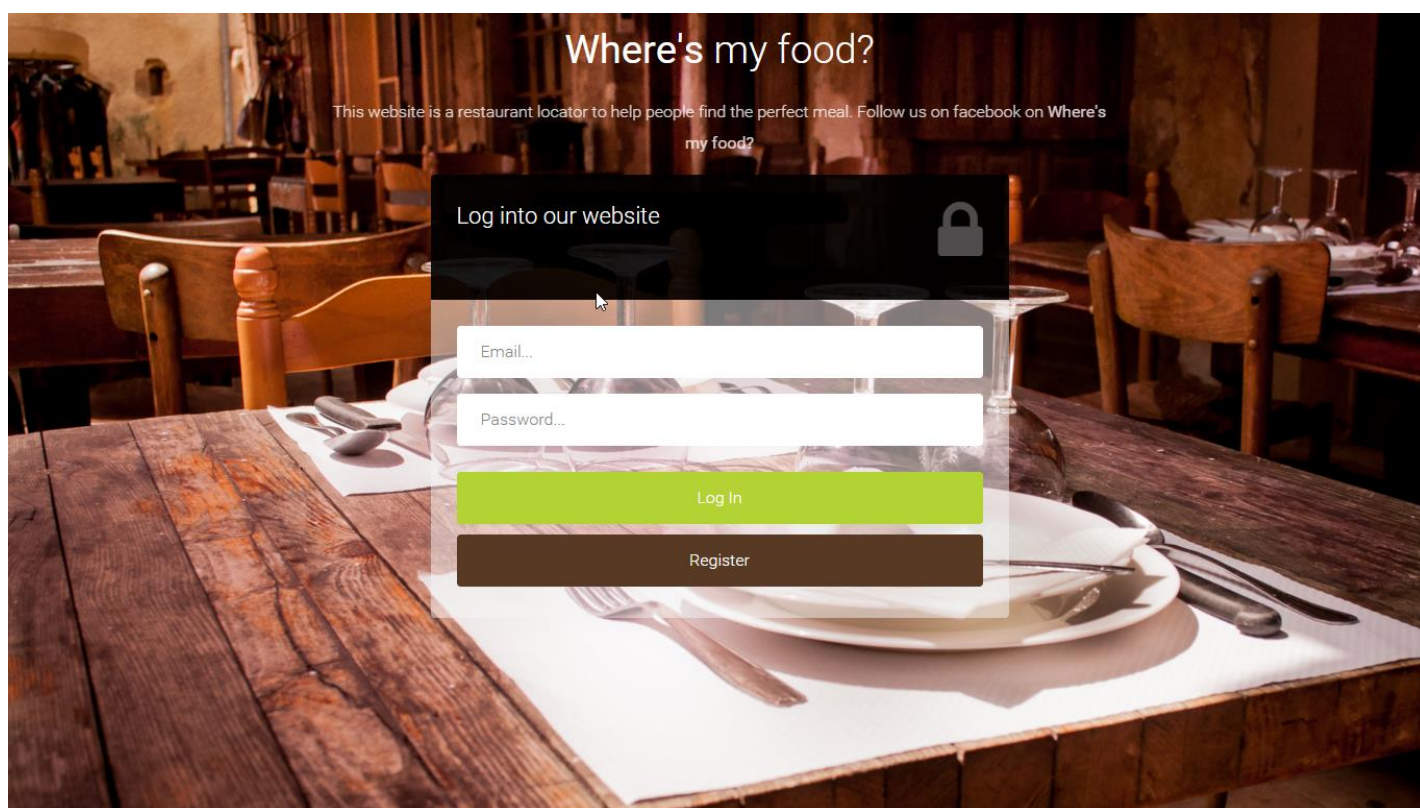 Where's my food?
This website is a restaurant locator to help people find the perfect meal. Follow us on facebook on Where's
my food?
Log into our website
Email...
Password...
Log In
Register